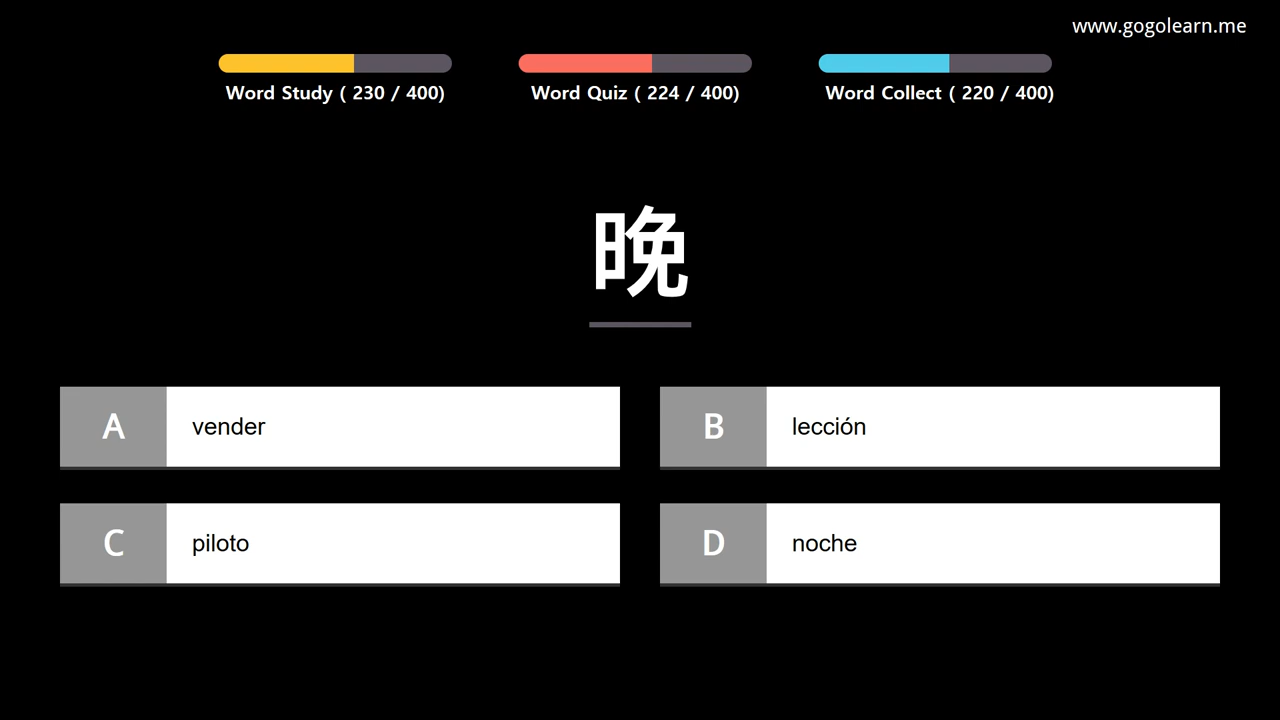 www.gogolearn.me
Word Study ( 230 / 400)
Word Quiz ( 224 / 400)
Word Collect ( 220 / 400)
晩
A vender
B lección
C piloto
D noche